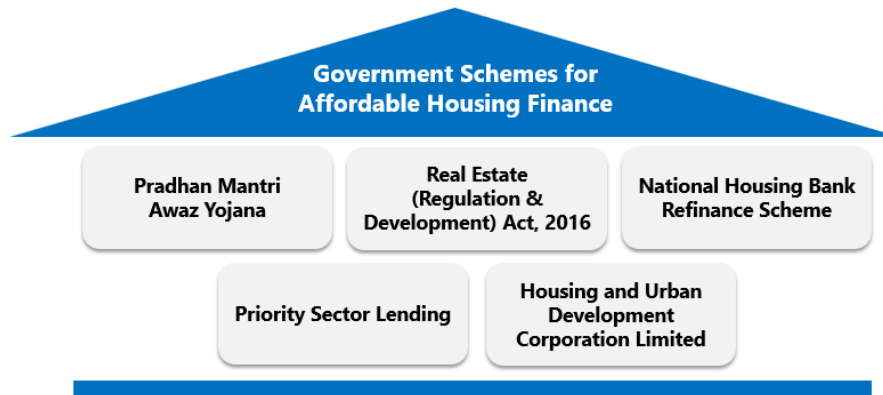 Government Schemes for
Affordable Housing Finance
Pradhan Mantri
Awaz Yojana
Real Estate
(Regulation &
Development) Act, 2016
National Housing Bank
Refinance Scheme
Priority Sector Lending
Housing and Urban
Development
Corporation Limited